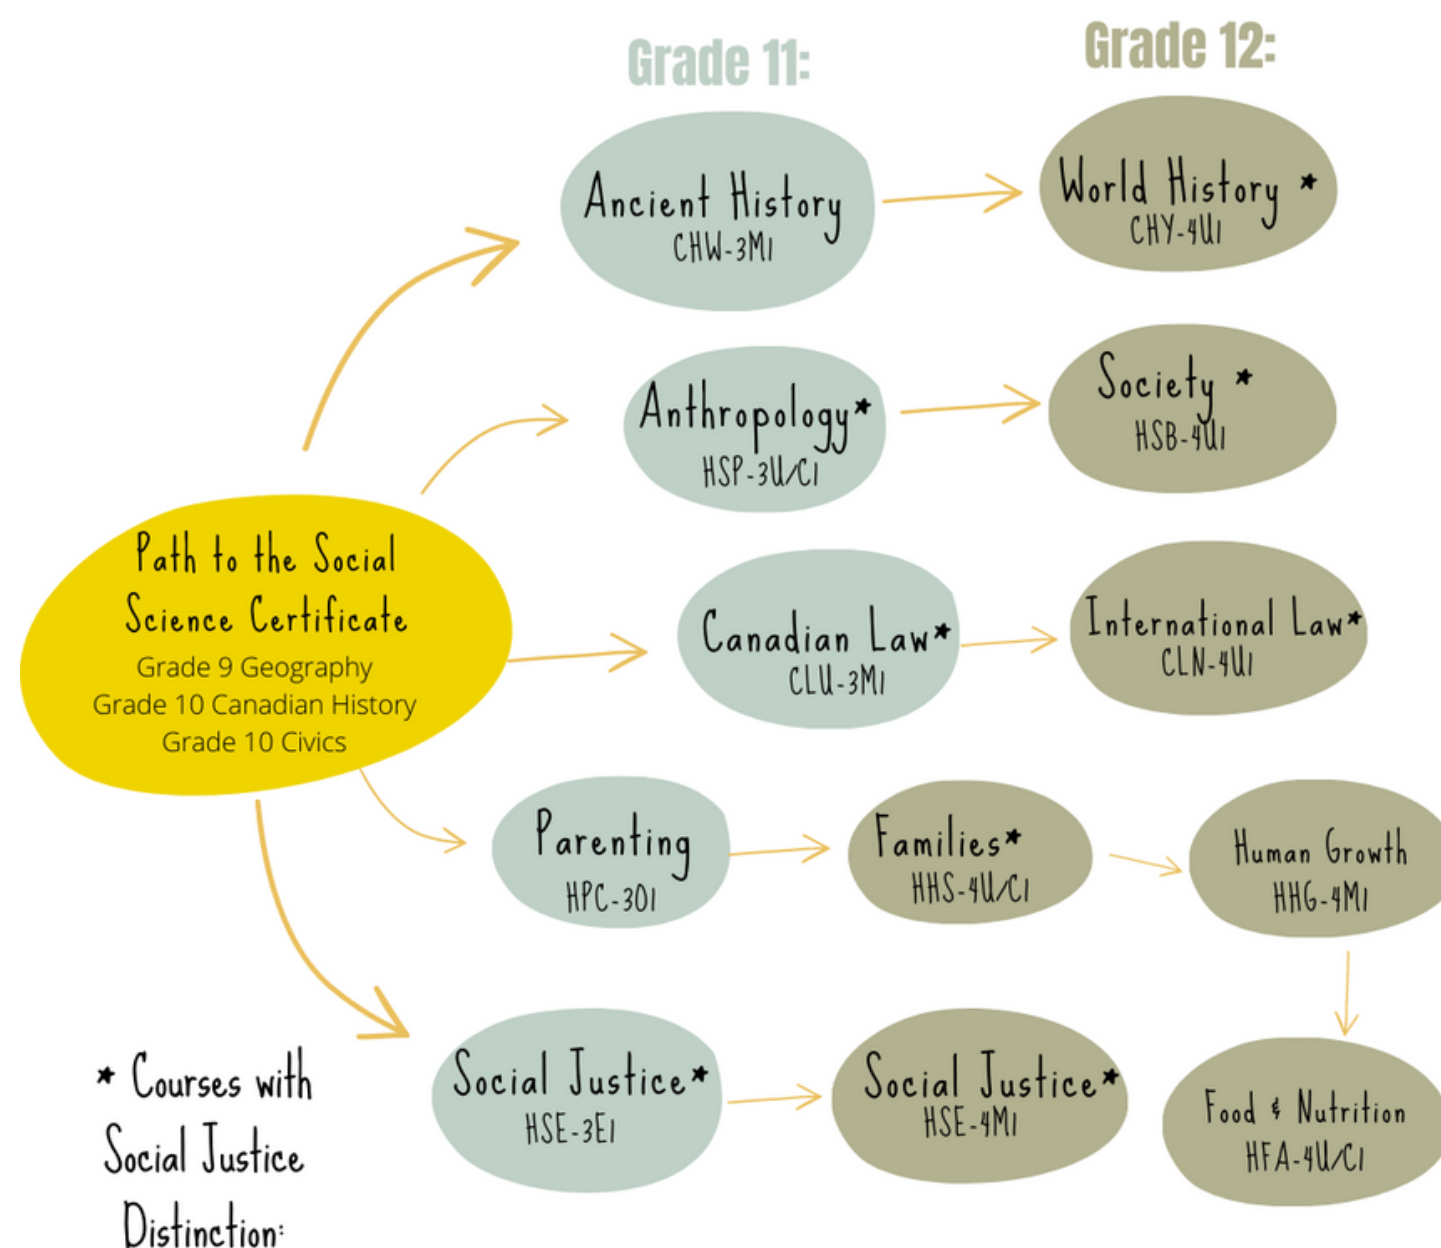 Grade 11:
Grade 12:
Ancient History
CHW-3M1
World History *
CHY-4U1
Anthropology*
HSP-3U/C1
Society *
HSB-4U1
Path to the Social
Science Certificate
Grade 9 Geography
Grade 10 Canadian History
Grade 10 Civics
Canadian Law*
CLU-3M1
International Law*
CLN-4U1
Parenting
HPC-3O1
Families*
HHS-4U/C1
Human Growth
HHG-4M1
Social Justice*
HSE-3E1
Social Justice*
HSE-4M1
Food & Nutrition
HFA-4U/C1
* Courses with
Social Justice
Distinction: